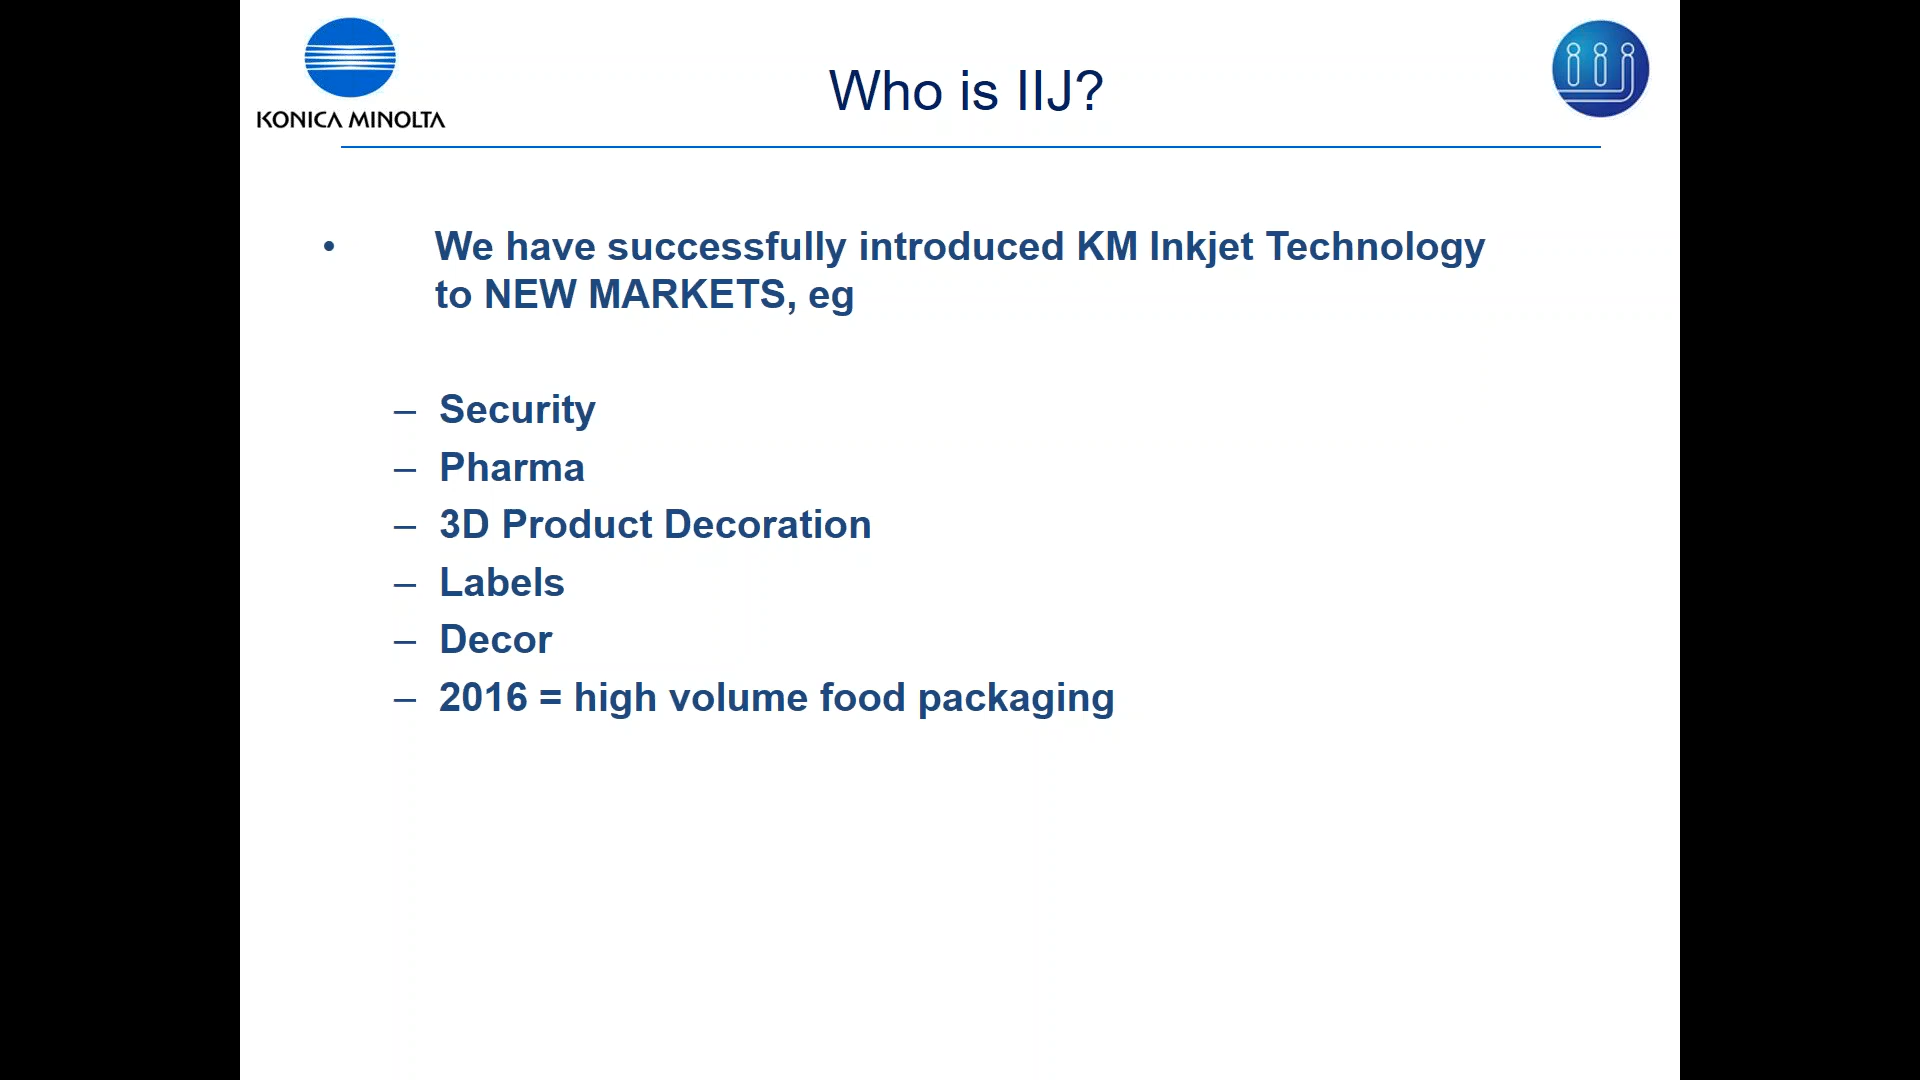 KONICA MINOLTA
Who is IIJ?
iij
• We have successfully introduced KM Inkjet Technology
to NEW MARKETS, eg
– Security
– Pharma
– 3D Product Decoration
– Labels
– Decor
– 2016 = high volume food packaging